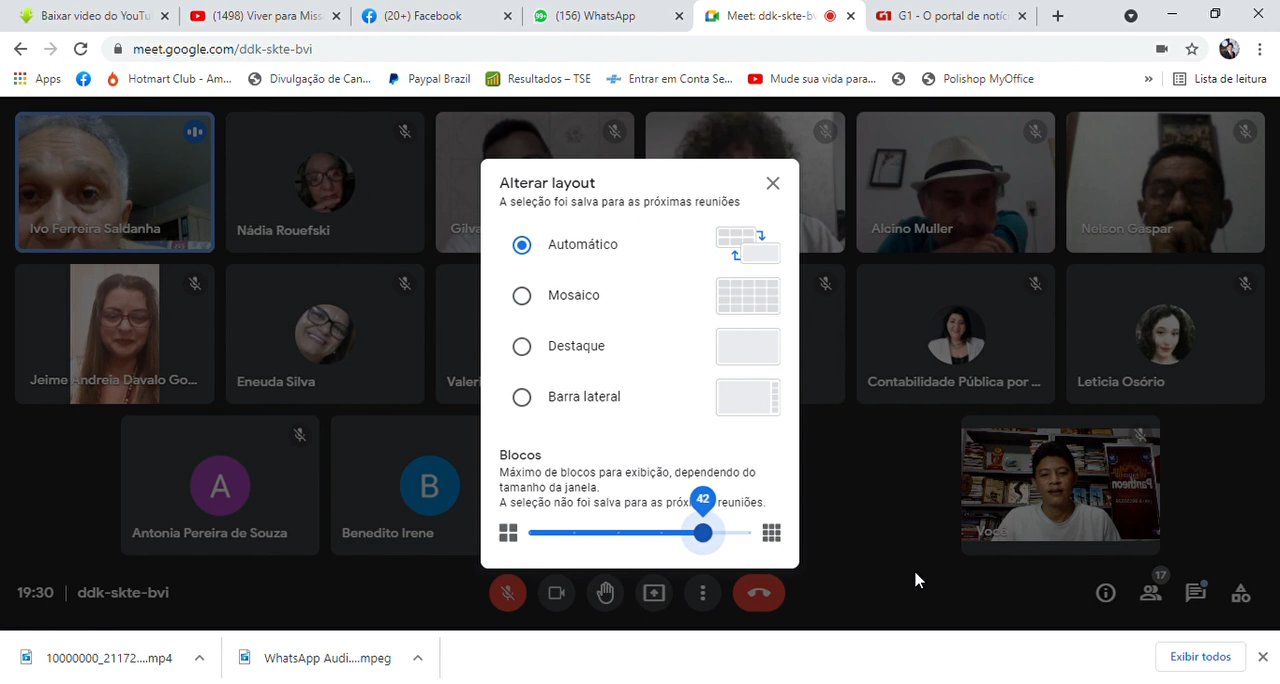 Baixar video do YouTu
(1498) Viver para Miss
(20+) Facebook
99+
(156) WhatsApp
Meet: ddk-skte-bv
G1
G1 - O portal de notíc
meet.google.com/ddk-skte-bvi
Apps
Hotmart Club - Am...
Divulgação de Can...
Paypal Brazil
Resultados – TSE
Entrar em Conta Se...
Mude sua vida para...
Polishop MyOffice
»
Lista de leitura
Ivo Ferreira Saldanha
Nádia Rouefski
Gilva
Alcino Muller
Nelson Gaspar
Alterar layout
A seleção foi salva para as próximas reuniões
Automático
Mosaico
Destaque
Barra lateral
Jeime Andreia Davalo Go...
Eneuda Silva
Valeri
Contabilidade Pública por ...
Leticia Osório
Blocos
Máximo de blocos para exibição, dependendo do
tamanho da janela.
A seleção não foi salva para as próx reuniões.
42
A
Antonia Pereira de Souza
B
Benedito Irene
Pantheon
Você
19:30 | ddk-skte-bvi
17
10000000_21172....mp4
WhatsApp Audi....mpeg
Exibir todos